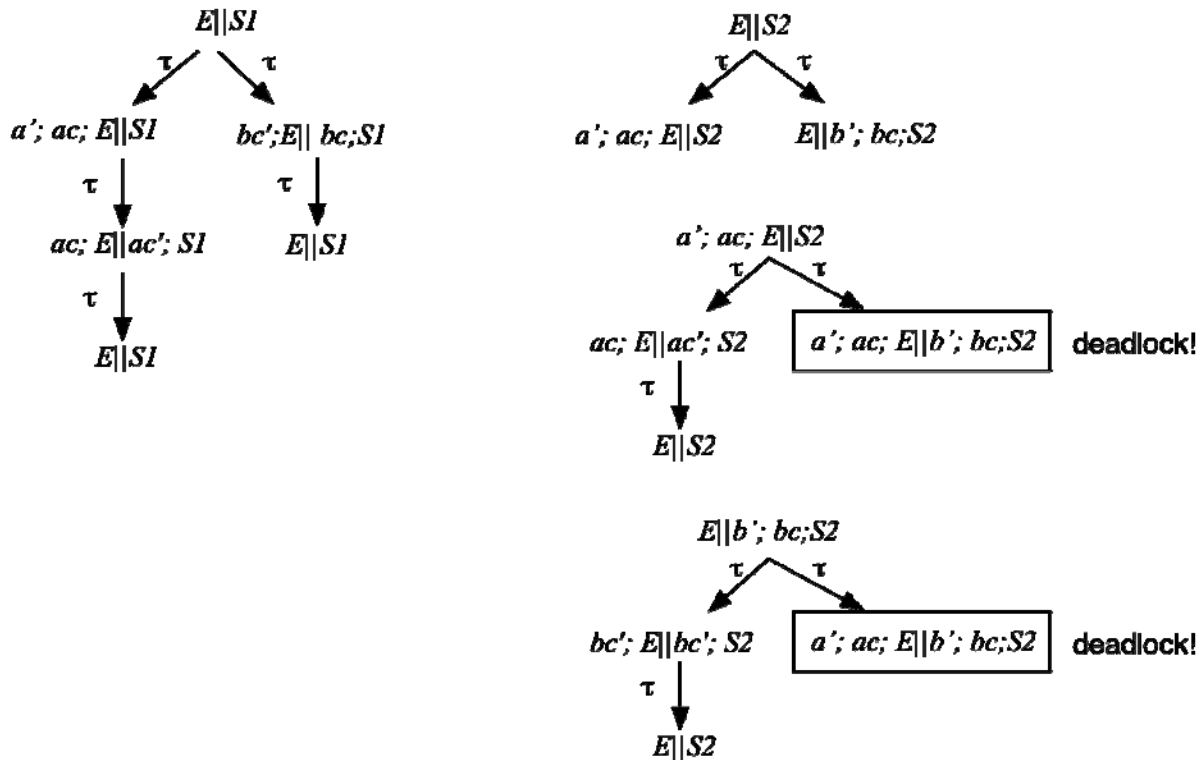 E||S1
τ τ
a'; ac; E||S1 bc';E|| bc;S1
τ τ
ac; E||ac'; S1 E||S1
τ
E||S1
E||S2
τ τ
a'; ac; E||S2 E||b'; bc;S2
a'; ac; E||S2
τ τ
ac; E||ac'; S2 a'; ac; E||b'; bc;S2 deadlock!
τ
E||S2
E||b'; bc;S2
τ τ
bc'; E||bc'; S2 a'; ac; E||b'; bc;S2 deadlock!
τ
E||S2